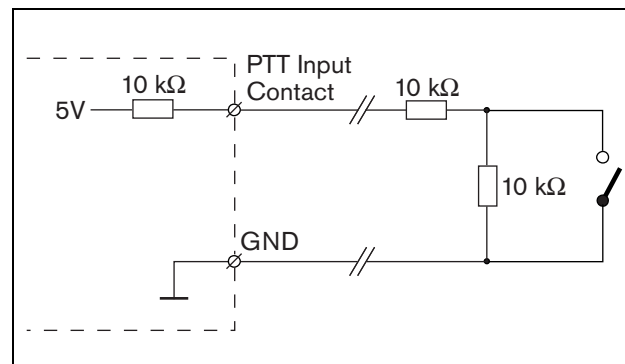 PTT Input
Contact
10 kΩ
10 kΩ
5V
10 kΩ
GND